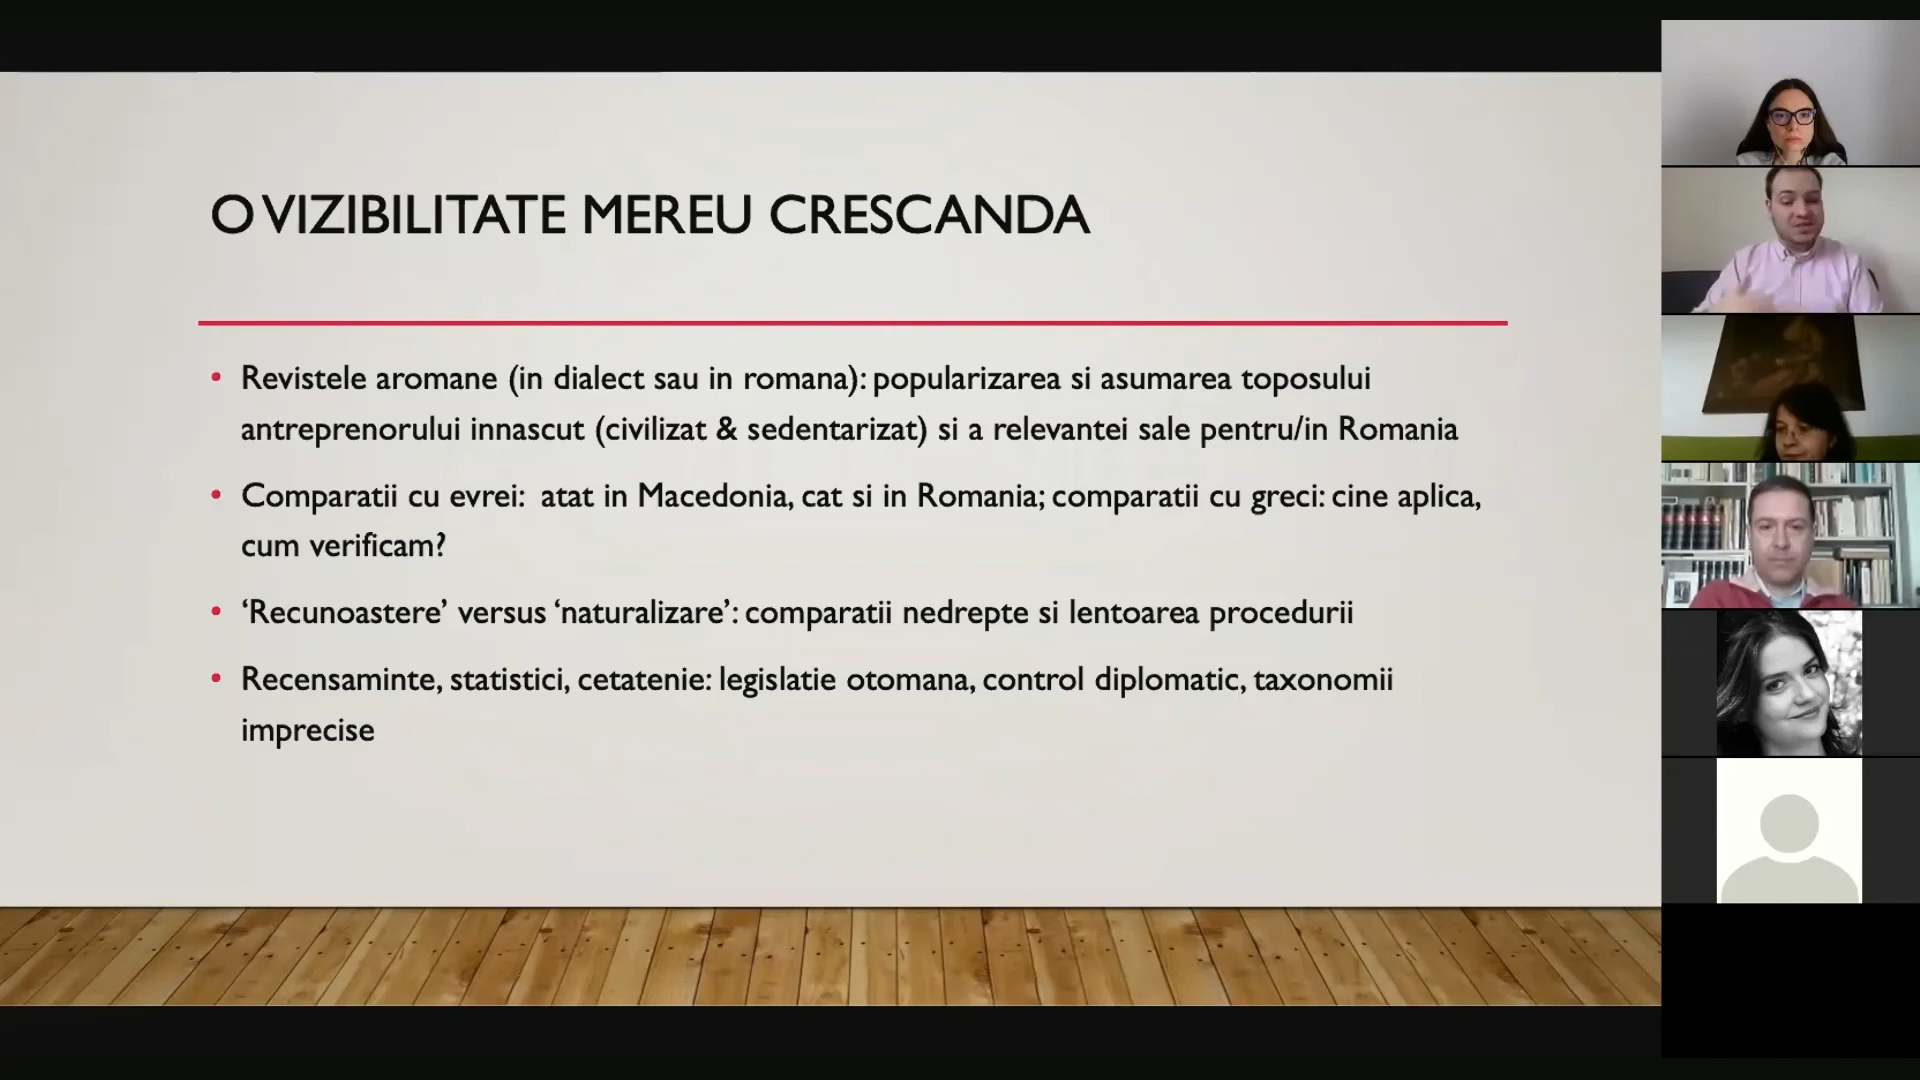 O VIZIBILITATE MEREU CRESCANDA
• Revistele aromane (in dialect sau in romana): popularizarea si asumarea toposului
antreprenorului innascut (civilizat & sedentarizat) si a relevantei sale pentru/in Romania
• Comparatii cu evrei:  atat in Macedonia, cat si in Romania; comparatii cu greci: cine aplica,
cum verificam?
• ‘Recunoastere’ versus ‘naturalizare’: comparatii nedrepte si lentoarea procedurii
• Recensaminte, statistici, cetatenie: legislatie otomana, control diplomatic, taxonomii
imprecise